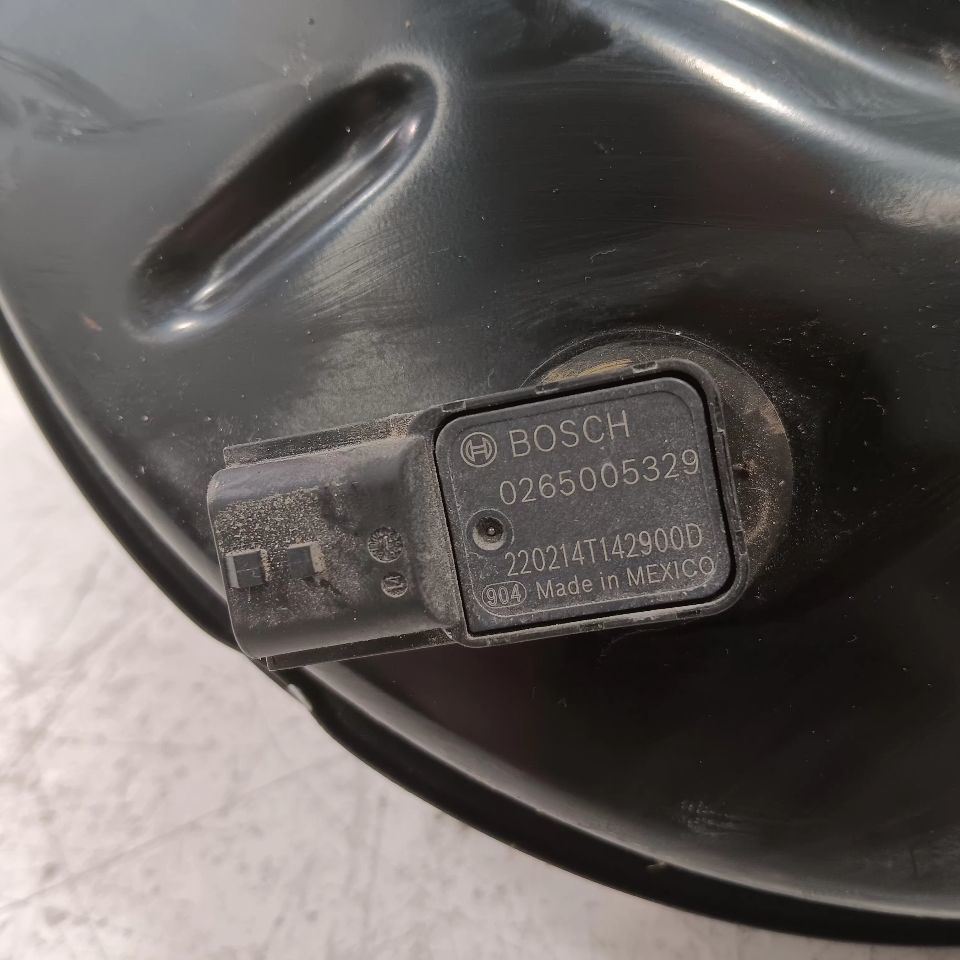 BOSCH
0265005329
220214T142900D
904 Made in MEXICO